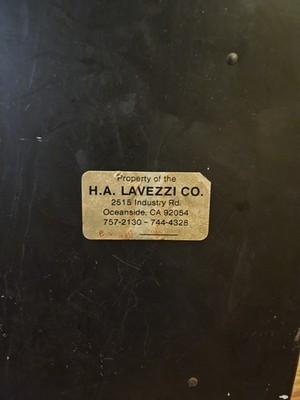 Property of the
H.A. LAVEZZI CO.
2515 Industry Rd.
Oceanside, CA 92054
757-2130 - 744-4328